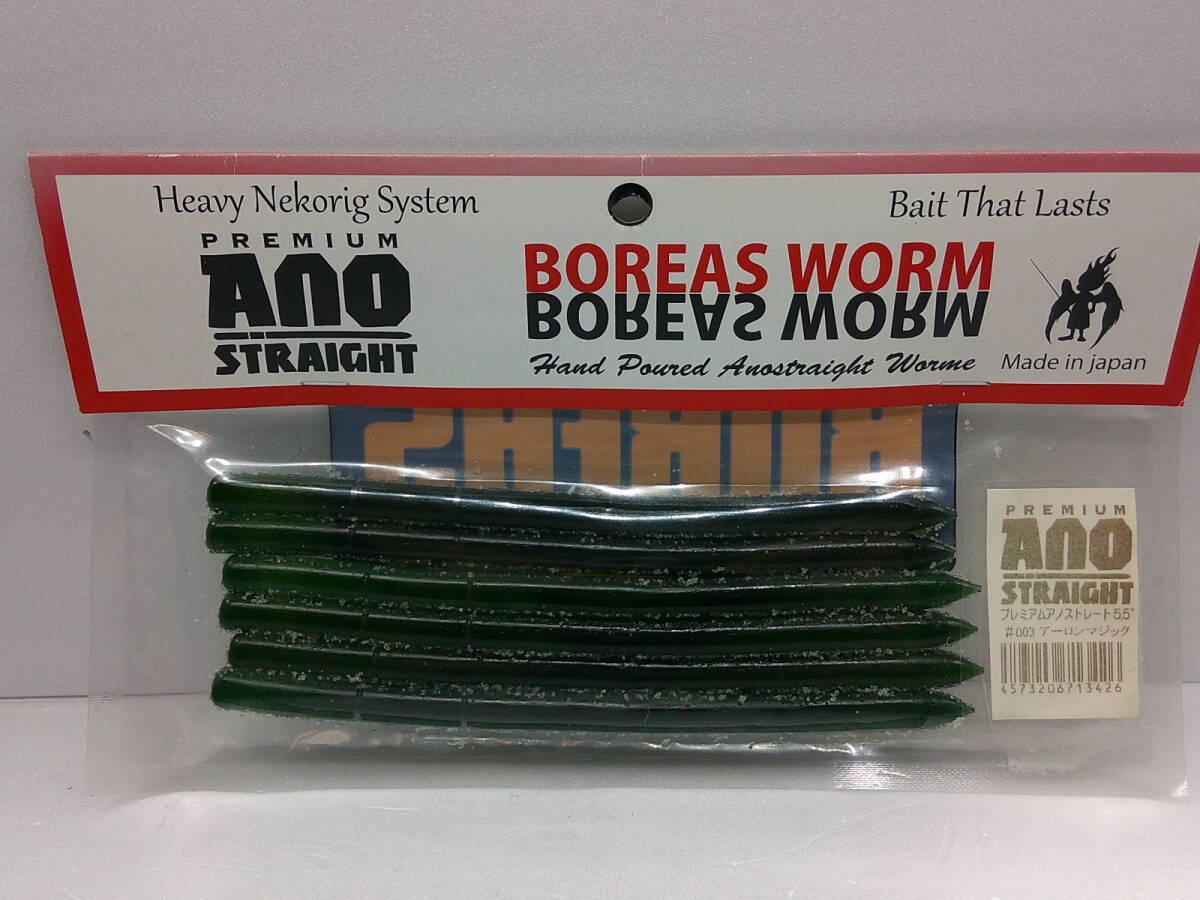 Heavy Nekorig System
PREMIUM
ANO
STRAIGHT
BOREAS WORM
BOREAS WORM
Hand Poured Anostraight Worme
Bait That Lasts
Made in japan
PREMIUM
ANO
STRAIGHT
プレミアムアノストレート5.5"
#003 アーロンマジック
4573206713426